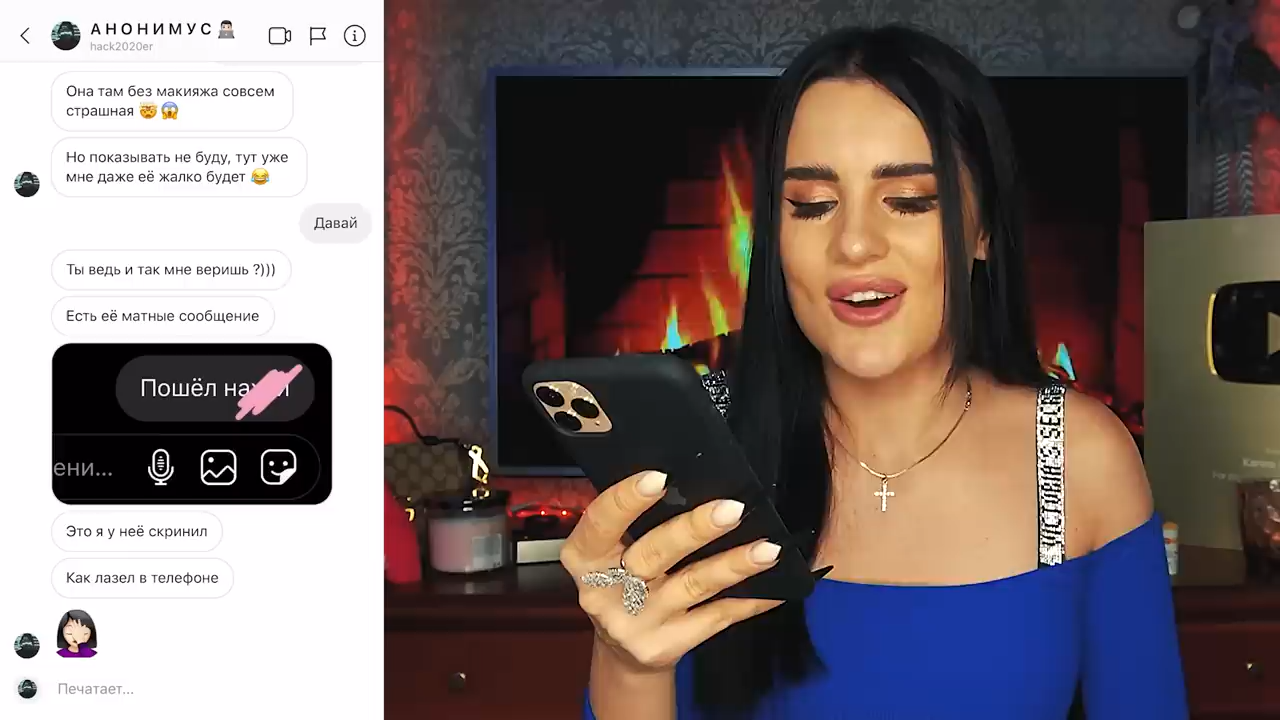 АНОНИМУС
hack2020er
Она там без макияжа совсем
страшная 🤯😱
Но показывать не буду, тут уже
мне даже её жалко будет 😂
Давай
Ты ведь и так мне веришь ?)))
Есть её матные сообщение
Пошёл
ени...
Это я у неё скринил
Как лазел в телефоне
Печатает...
VICTORIA'S SEC